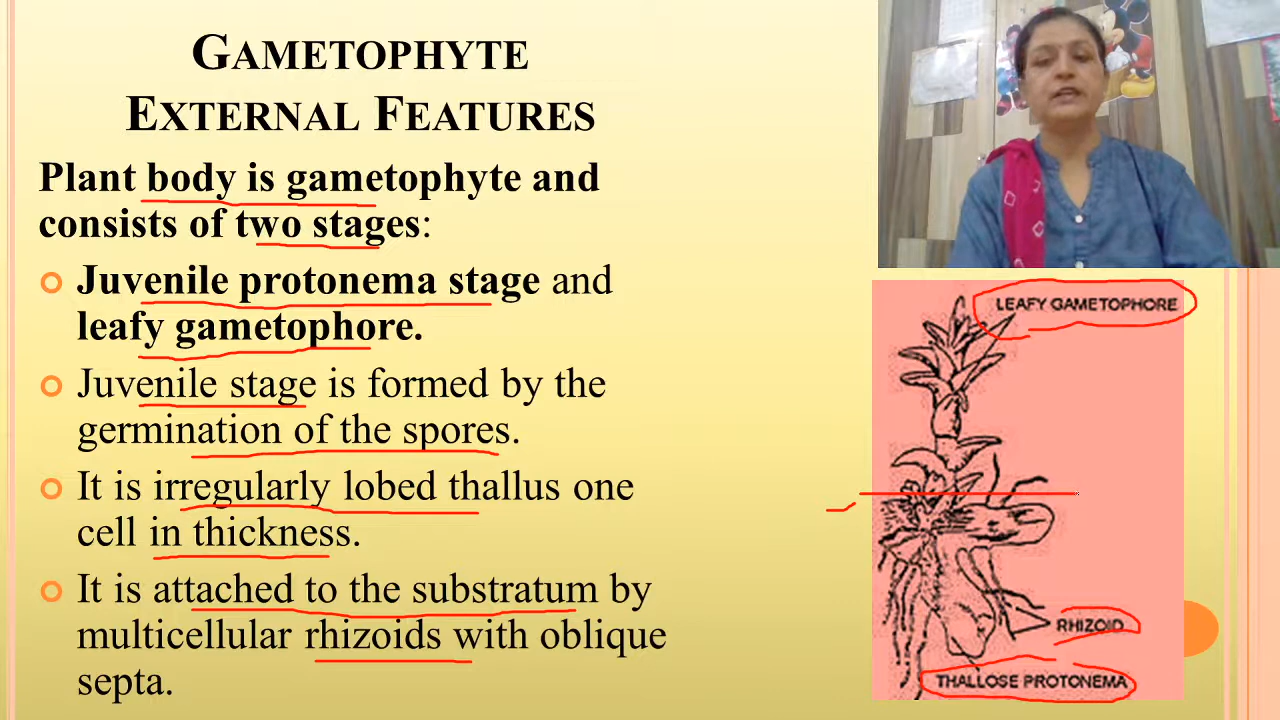 GAMETOPHYTE
EXTERNAL FEATURES
Plant body is gametophyte and
consists of two stages:
Juvenile protonema stage and
leafy gametophore.
Juvenile stage is formed by the
germination of the spores.
It is irregularly lobed thallus one
cell in thickness.
It is attached to the substratum by
multicellular rhizoids with oblique
septa.
LEAFY GAMETOPHORE
RHIZOID
THALLOSE PROTONEMA